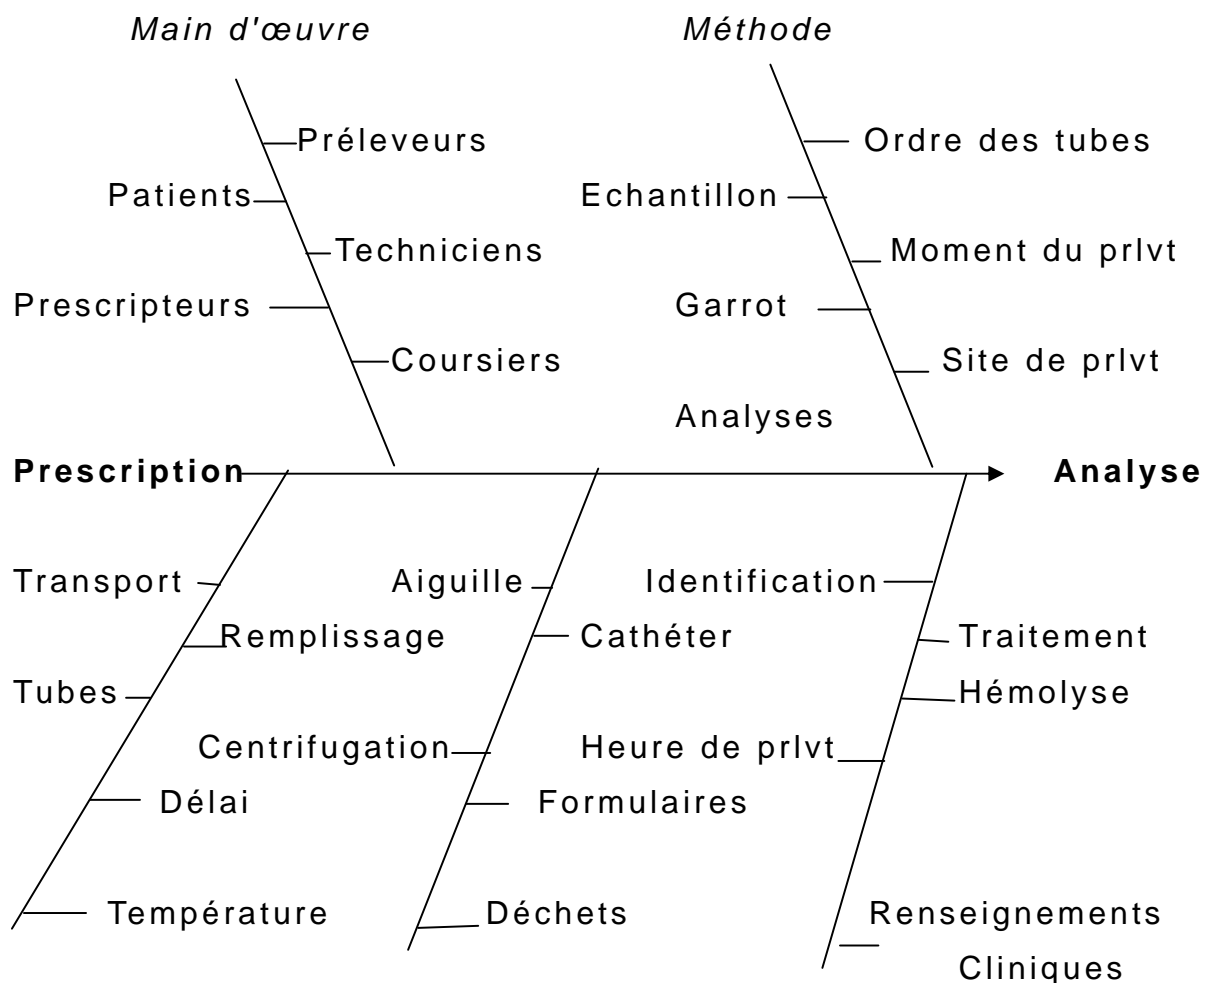 Main d'œuvre
Méthode
Préleveurs
Ordre des tubes
Patients
Echantillon
Techniciens
Moment du prlvt
Prescripteurs
Garrot
Coursiers
Site de prlvt
Analyses
Prescription
Analyse
Transport
Aiguille
Identification
Remplissage
Cathéter
Traitement
Tubes
Hémolyse
Centrifugation
Heure de prlvt
Délai
Formulaires
Température
Déchets
Renseignements
Cliniques